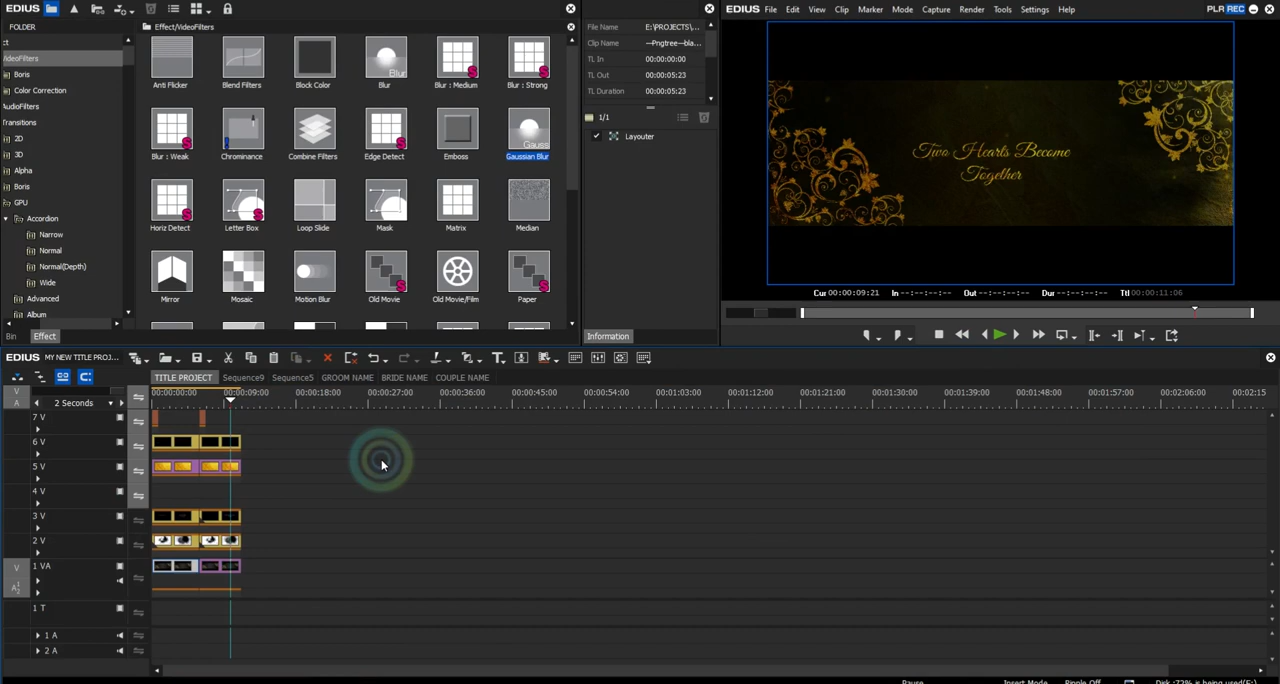 EDIUS
FOLDER
Effect/VideoFilters
ct
VideoFilters
Boris
Color Correction
AudioFilters
Transitions
2D
3D
Alpha
Boris
GPU
Accordion
Narrow
Normal
Normal(Depth)
Wide
Advanced
Album
Bin Effect
Anti Flicker Blend Filters Block Color Blur Blur : Medium Blur : Strong
Blur : Weak Chrominance Combine Filters Edge Detect Emboss Gaussian Blur
Horiz Detect Letter Box Loop Slide Mask Matrix Median
Mirror Mosaic Motion Blur Old Movie Old Movie/Film Paper
File Name E:\PROJECTS\...
Clip Name --Pngtree--bla...
TL In 00:00:00:00
TL Out 00:00:05:23
TL Duration 00:00:05:23
1/1
Layouter
Information
EDIUS File Edit View Clip Marker Mode Capture Render Tools Settings Help PLR REC
Two Hearts Become
Together
Cur 00:00:09:21 In --:--:--:-- Out --:--:--:-- Dur --:--:--:-- Ttl 00:00:11:06
EDIUS MY NEW TITLE PROJ...
TITLE PROJECT Sequence9 Sequence5 GROOM NAME BRIDE NAME COUPLE NAME
V
A
2 Seconds
00:00:00:00 00:00:09:00 00:00:18:00 00:00:27:00 00:00:36:00 00:00:45:00 00:00:54:00 00:01:03:00 00:01:12:00 00:01:21:00 00:01:30:00 00:01:39:00 00:01:48:00 00:01:57:00 00:02:06:00 00:02:15
7 V
6 V
5 V
4 V
3 V
2 V
V 1 VA
1 T
1 A
2 A
Pause Insert Mode Ripple Off Disk :72% is being used(E:)